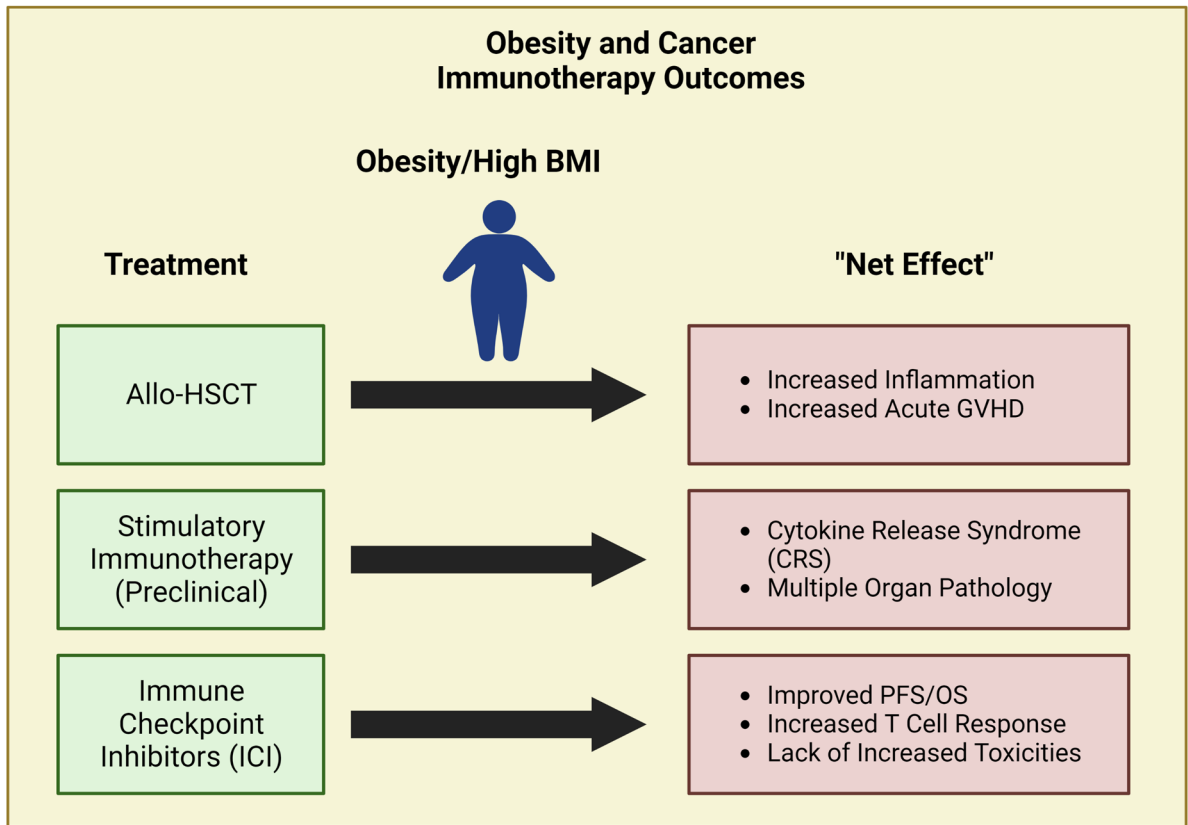 Obesity and Cancer
Immunotherapy Outcomes
Obesity/High BMI
Treatment
"Net Effect"
Allo-HSCT
• Increased Inflammation
• Increased Acute GVHD
Stimulatory
Immunotherapy
(Preclinical)
• Cytokine Release Syndrome
(CRS)
• Multiple Organ Pathology
Immune
Checkpoint
Inhibitors (ICI)
• Improved PFS/OS
• Increased T Cell Response
• Lack of Increased Toxicities